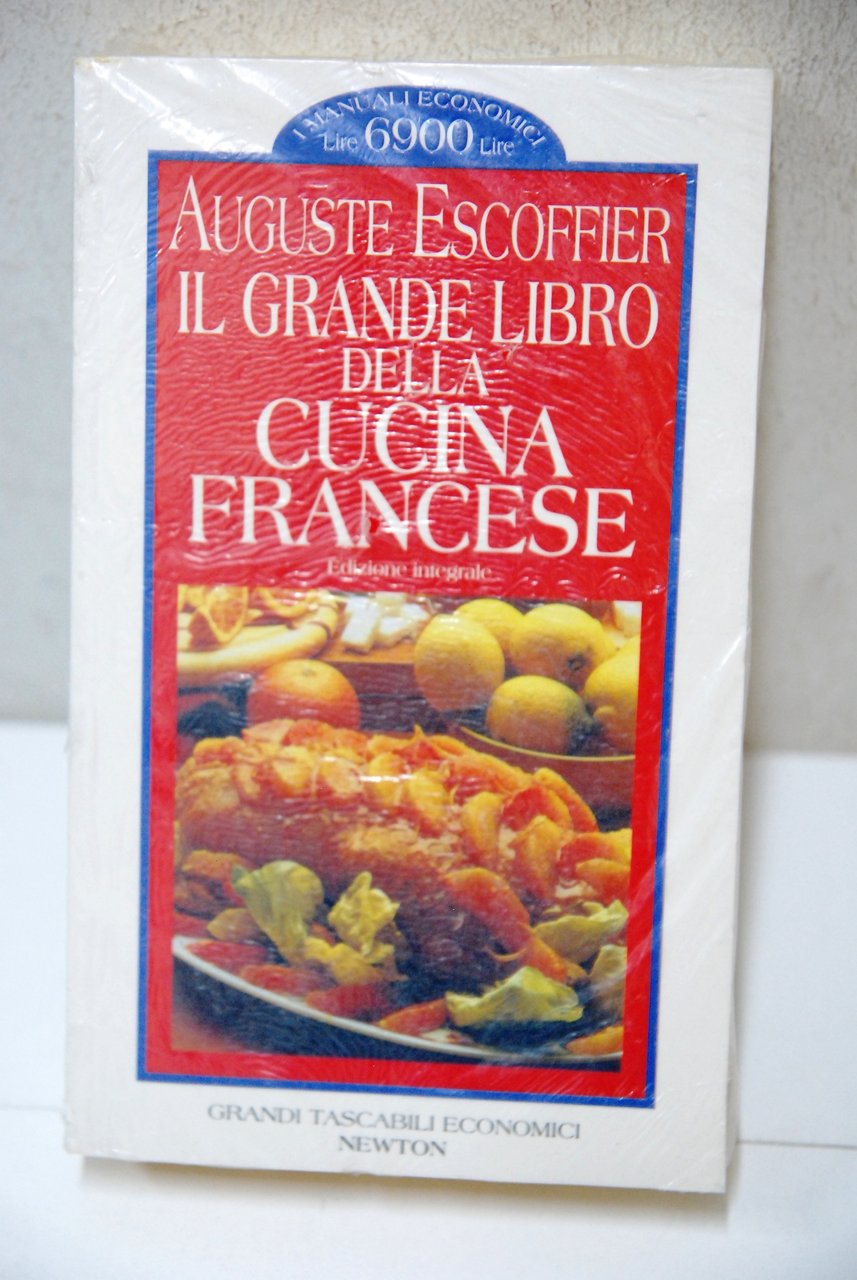 I MANUALI ECONOMICI
Lire 6900 Lire
AUGUSTE ESCOFFIER
IL GRANDE LIBRO
DELLA
CUCINA
FRANCESE
Edizione integrale
GRANDI TASCABILI ECONOMICI
NEWTON